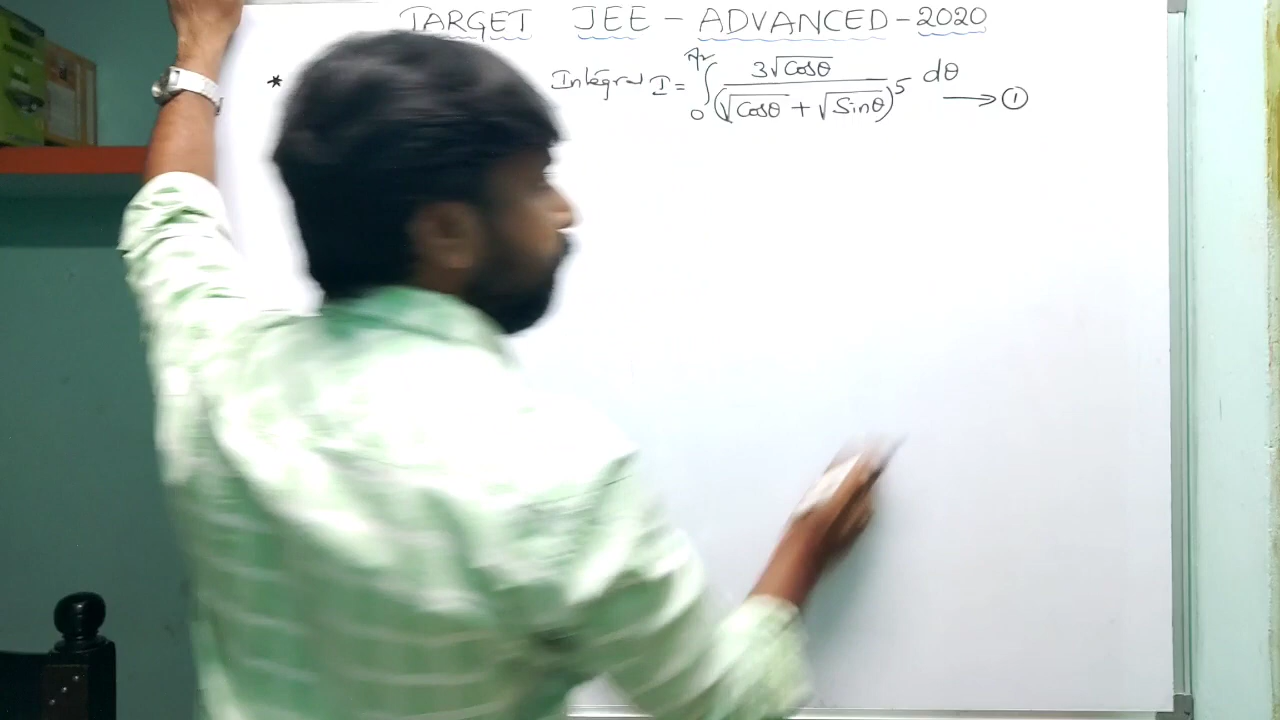 TARGET JEE - ADVANCED - 2020
* Integral I = ∫₀^{π/2} 3√Cosθ / (√Cosθ + √Sinθ)⁵ dθ → ①